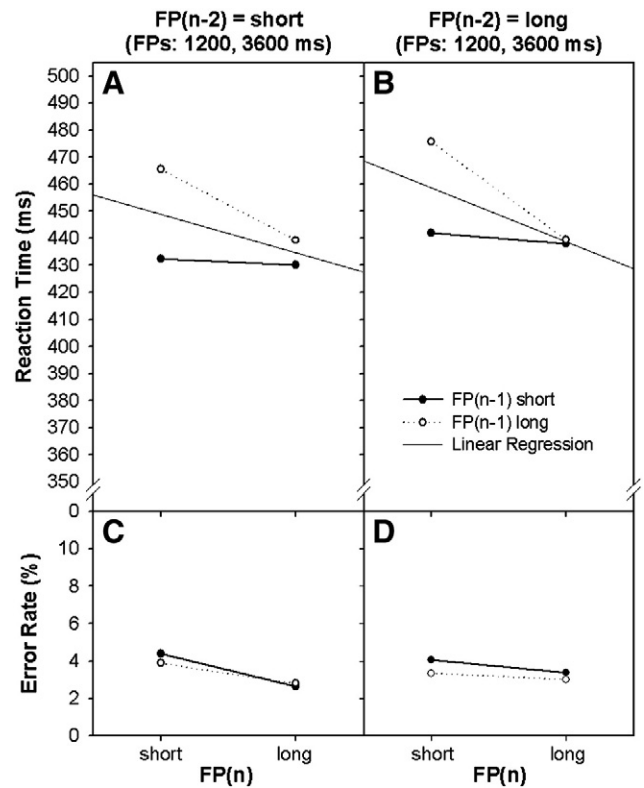 FP(n-2) = short
(FPs: 1200, 3600 ms)
FP(n-2) = long
(FPs: 1200, 3600 ms)
A
B
500
490
480
470
460
450
440
430
420
410
400
390
380
370
360
350
0
Reaction Time (ms)
FP(n-1) short
FP(n-1) long
Linear Regression
C
D
10
8
6
4
2
0
Error Rate (%)
short
long
short
long
FP(n)
FP(n)